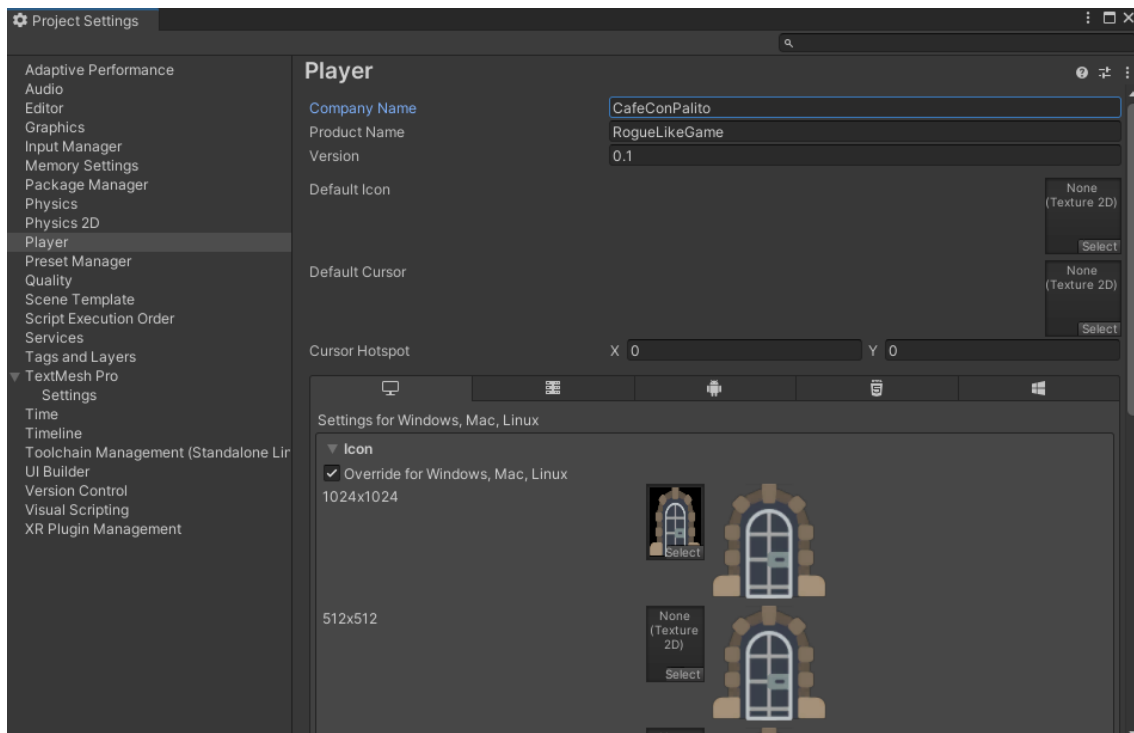 Project Settings
Adaptive Performance
Audio
Editor
Graphics
Input Manager
Memory Settings
Package Manager
Physics
Physics 2D
Player
Preset Manager
Quality
Scene Template
Script Execution Order
Services
Tags and Layers
TextMesh Pro
Settings
Time
Timeline
Toolchain Management (Standalone Lin
UI Builder
Version Control
Visual Scripting
XR Plugin Management
Player
Company Name CafeConPalito
Product Name RogueLikeGame
Version 0.1
Default Icon
None
(Texture 2D)
Select
Default Cursor
None
(Texture 2D)
Select
Cursor Hotspot X 0 Y 0
Settings for Windows, Mac, Linux
Icon
Override for Windows, Mac, Linux
1024x1024
Select
512x512
None
(Texture
2D)
Select